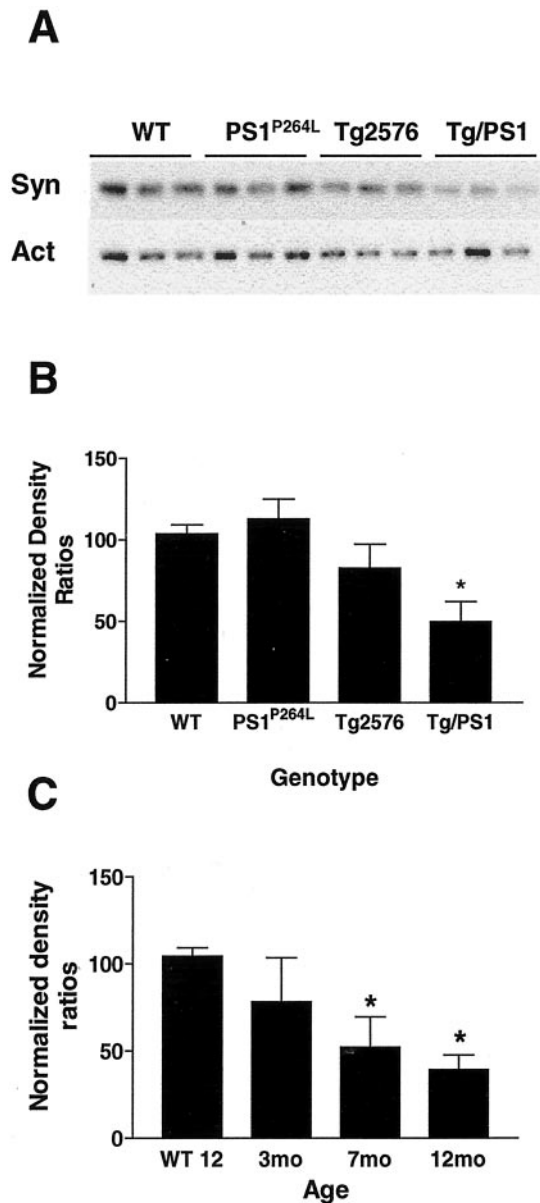 A
WT PS1P264L Tg2576 Tg/PS1
Syn
Act
B
150
100
50
0
Normalized Density
Ratios
WT PS1P264L Tg2576 Tg/PS1
*
Genotype
C
150
100
50
0
Normalized density
ratios
* *
WT 12 3mo 7mo 12mo
Age